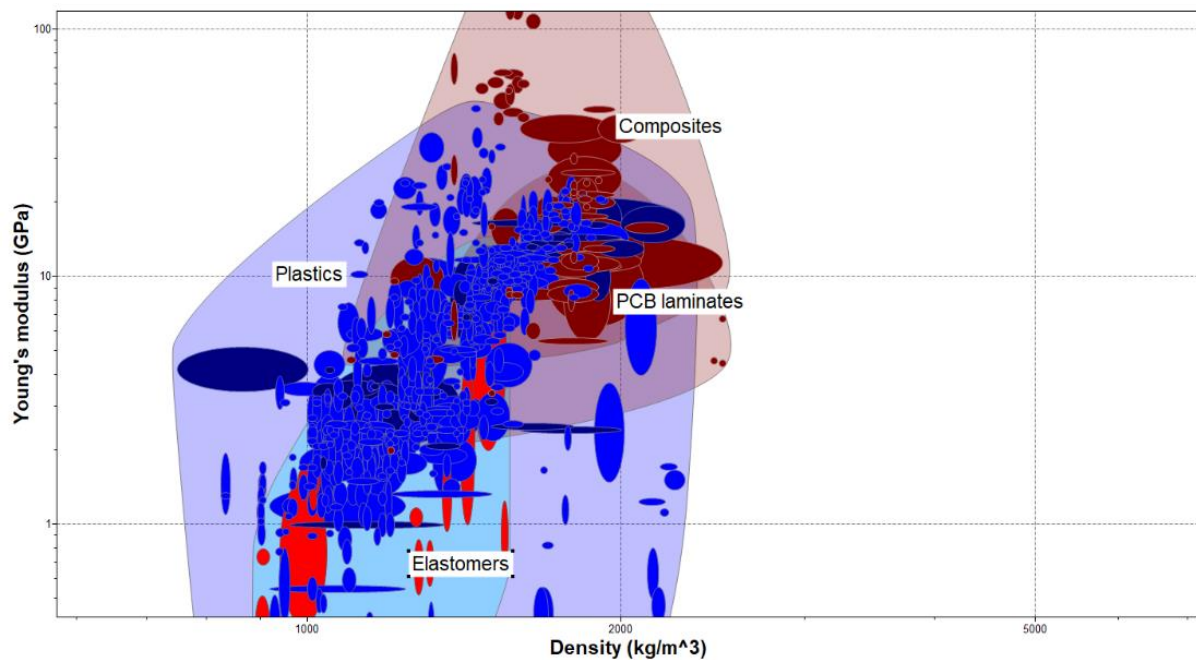 100
Composites
Plastics
10
PCB laminates
Young's modulus (GPa)
1
Elastomers
1000
2000
5000
Density (kg/m^3)